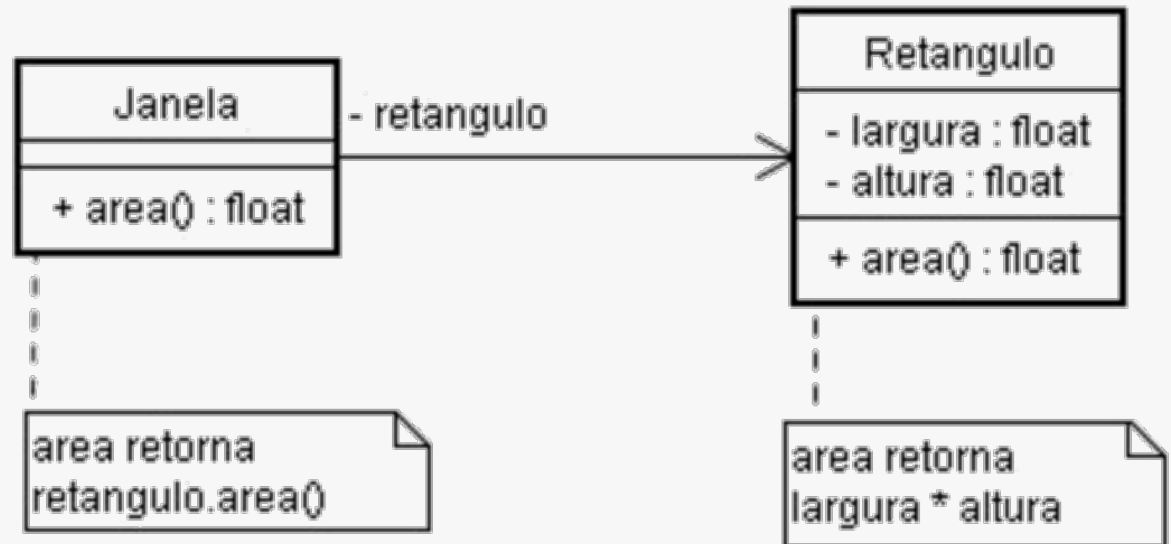 Janela
+ area() : float
- retangulo
Retangulo
- largura : float
- altura : float
+ area() : float
area retorna
retangulo.area()
area retorna
largura * altura